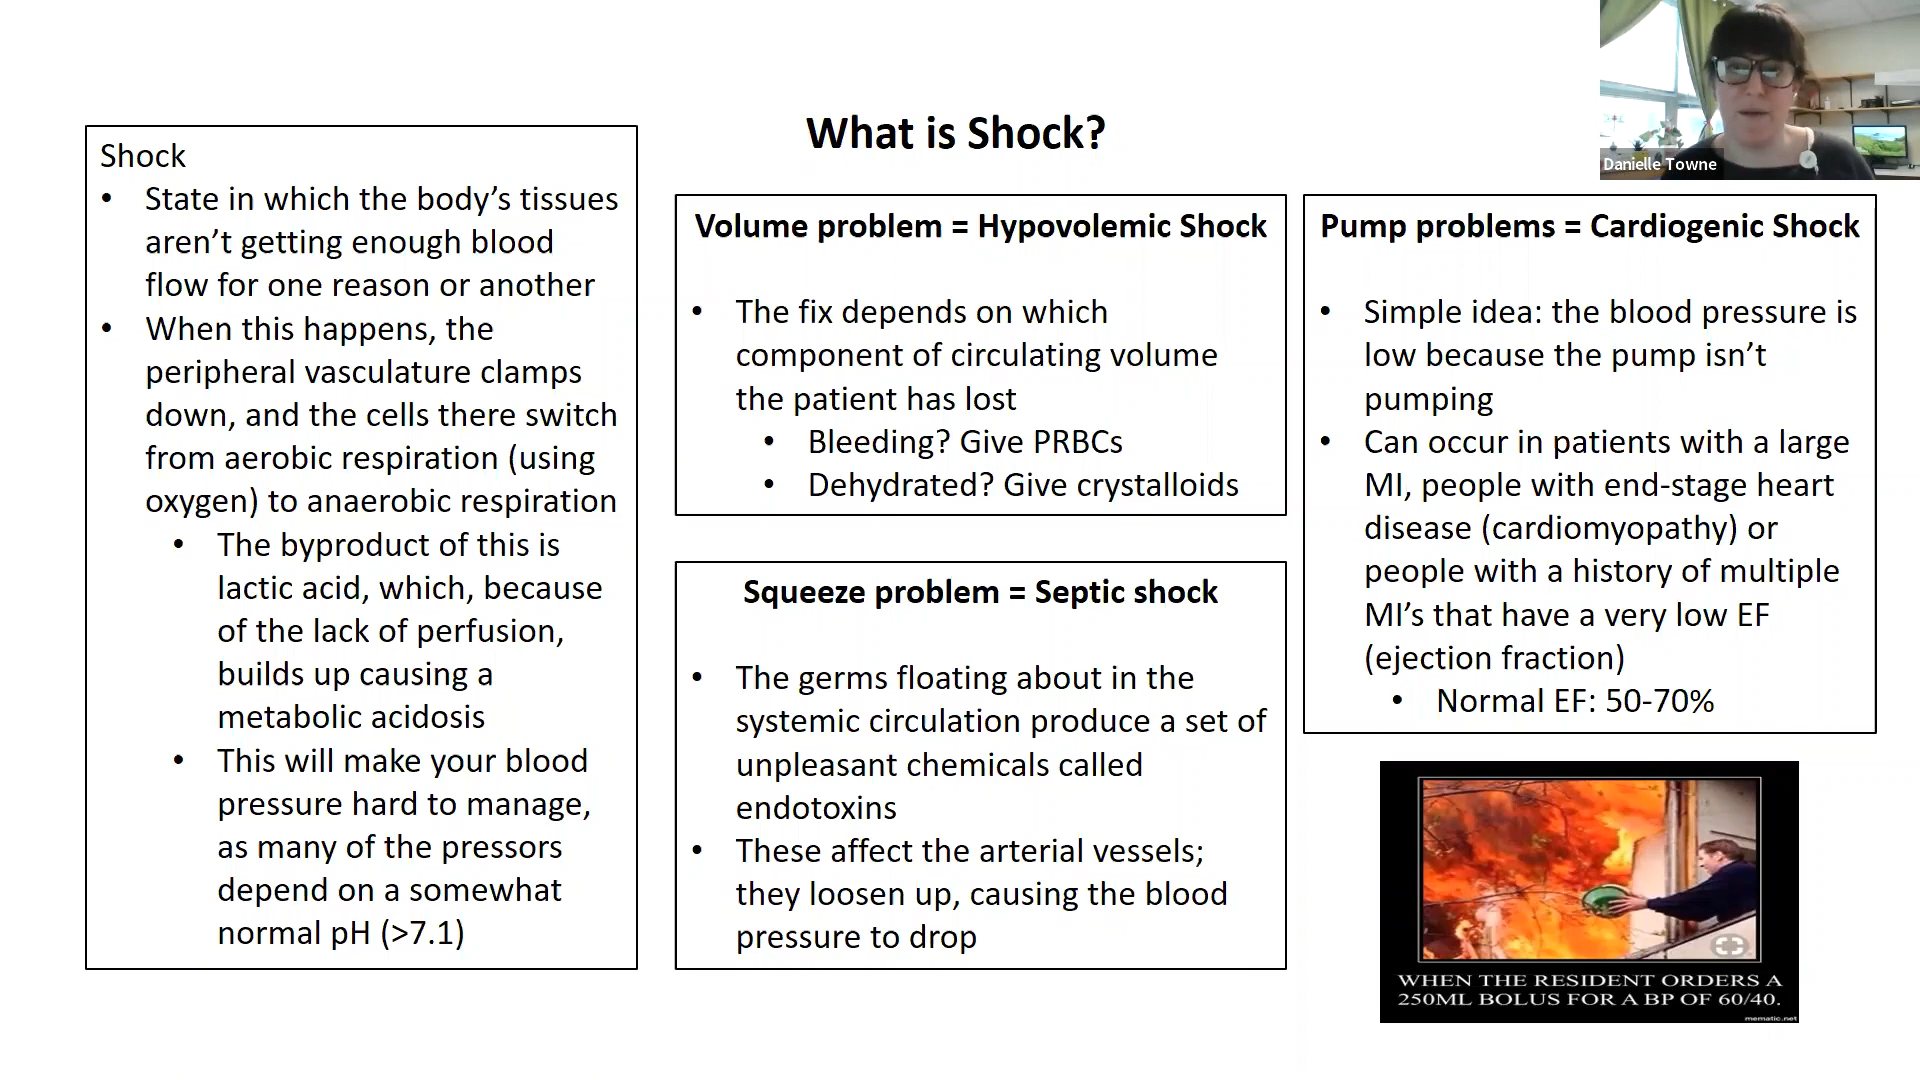 What is Shock?
Danielle Towne
Shock
• State in which the body’s tissues
aren’t getting enough blood
flow for one reason or another
• When this happens, the
peripheral vasculature clamps
down, and the cells there switch
from aerobic respiration (using
oxygen) to anaerobic respiration
• The byproduct of this is
lactic acid, which, because
of the lack of perfusion,
builds up causing a
metabolic acidosis
• This will make your blood
pressure hard to manage,
as many of the pressors
depend on a somewhat
normal pH (>7.1)
Volume problem = Hypovolemic Shock
• The fix depends on which
component of circulating volume
the patient has lost
• Bleeding? Give PRBCs
• Dehydrated? Give crystalloids
Squeeze problem = Septic shock
• The germs floating about in the
systemic circulation produce a set of
unpleasant chemicals called
endotoxins
• These affect the arterial vessels;
they loosen up, causing the blood
pressure to drop
Pump problems = Cardiogenic Shock
• Simple idea: the blood pressure is
low because the pump isn’t
pumping
• Can occur in patients with a large
MI, people with end-stage heart
disease (cardiomyopathy) or
people with a history of multiple
MI’s that have a very low EF
(ejection fraction)
• Normal EF: 50-70%
WHEN THE RESIDENT ORDERS A
250ML BOLUS FOR A BP OF 60/40.
mematic.net